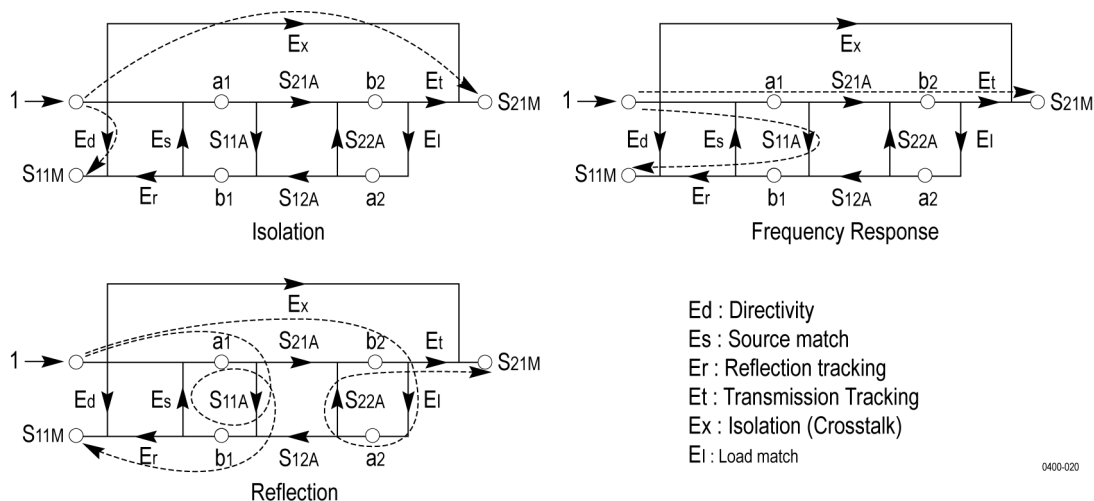 Ex
a1 S21A b2 Et
1 S21M
Ed Es S11A S22A El
S11M
Er b1 S12A a2
Isolation
Ex
a1 S21A b2 Et
1 S21M
Ed Es S11A S22A El
S11M
Er b1 S12A a2
Frequency Response
Ex
a1 S21A b2 Et
1 S21M
Ed Es S11A S22A El
S11M
Er b1 S12A a2
Reflection
Ed : Directivity
Es : Source match
Er : Reflection tracking
Et : Transmission Tracking
Ex : Isolation (Crosstalk)
El : Load match
0400-020